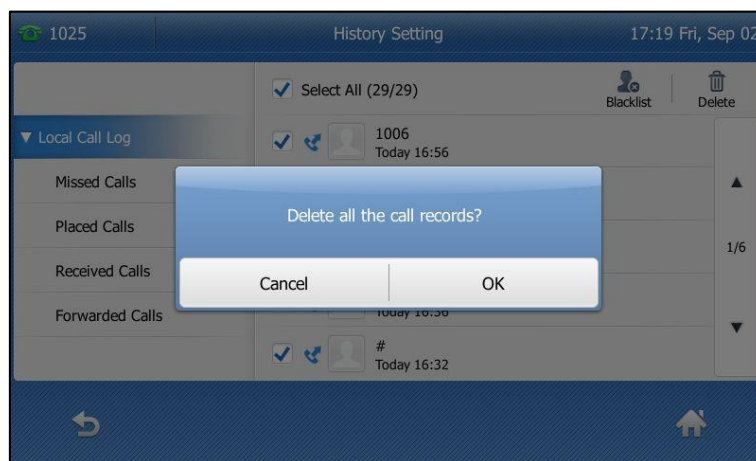 1025 History Setting 17:19 Fri, Sep 02
Select All (29/29) Blacklist Delete
Local Call Log
1006
Today 16:56
Missed Calls
Placed Calls
Received Calls
Forwarded Calls
Delete all the call records?
Cancel OK
1/6
Today 16:36
#
Today 16:32